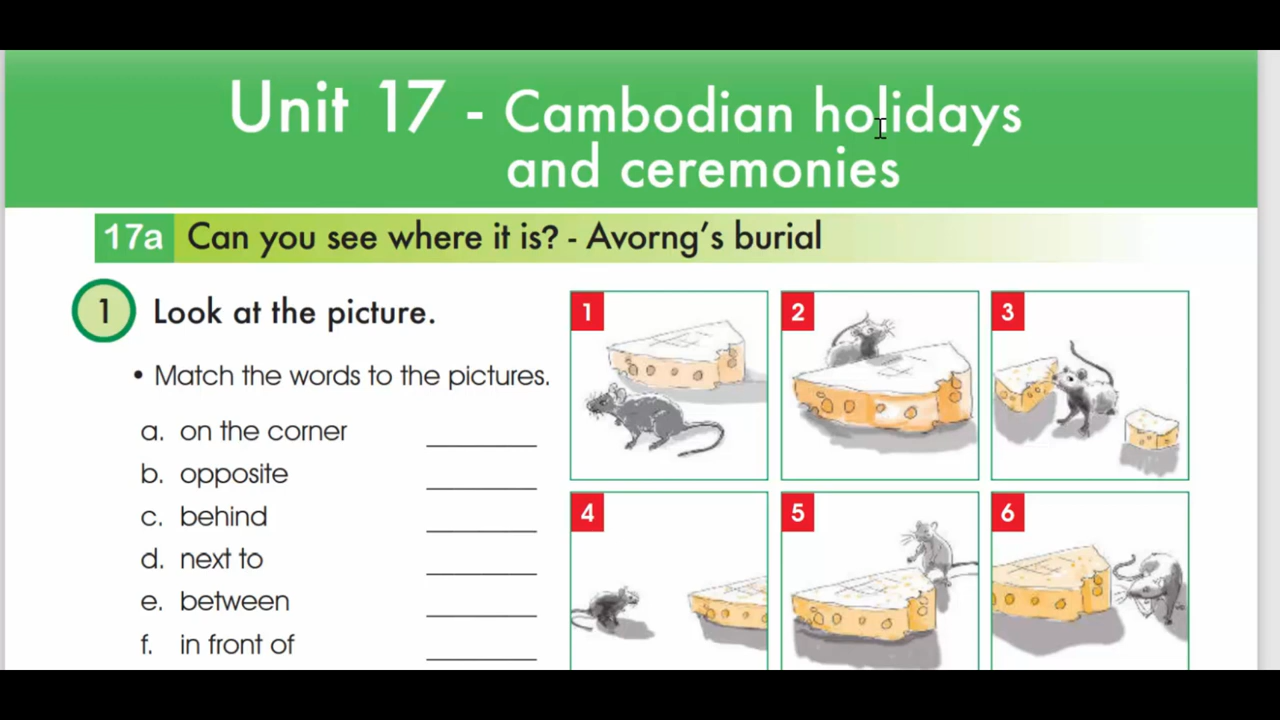 Unit 17 - Cambodian holidays
and ceremonies
17a Can you see where it is? - Avorng's burial
1 Look at the picture.
• Match the words to the pictures.
a. on the corner
b. opposite
c. behind
d. next to
e. between
f. in front of
1
2
3
4
5
6